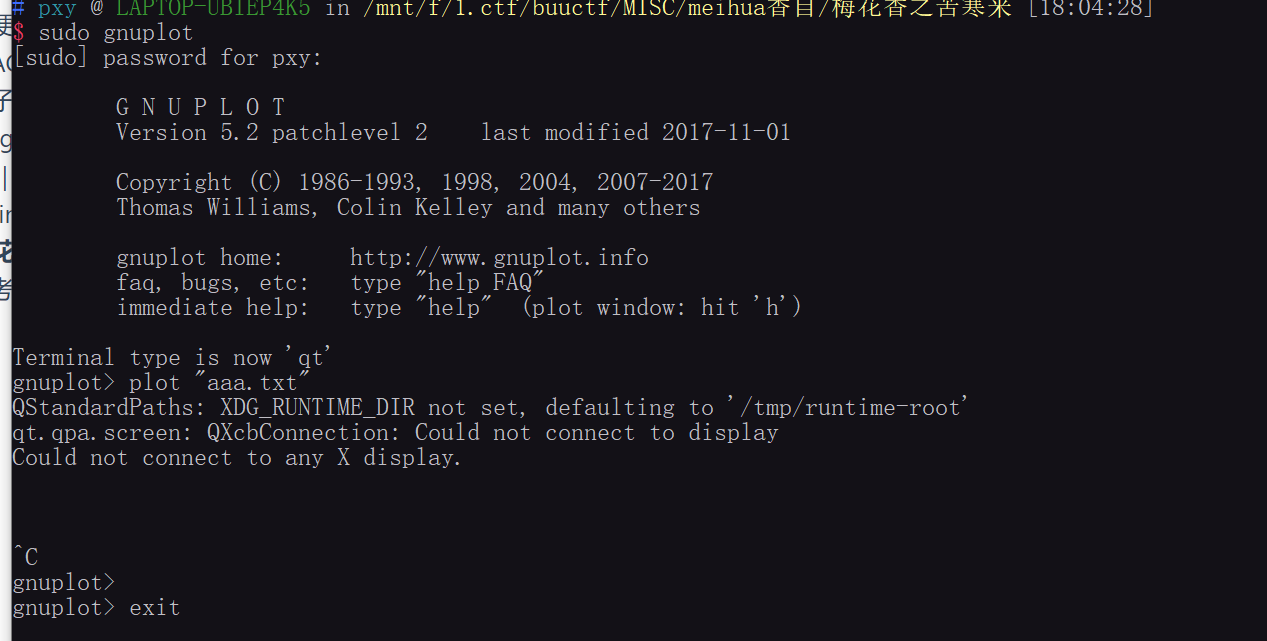 # pxy @ LAPTOP-UBIEP4K5 in /mnt/f/1.ctf/buuctf/MISC/meihua香自/梅花香之苦寒来 [18:04:28]
$ sudo gnuplot
[sudo] password for pxy:
G N U P L O T
Version 5.2 patchlevel 2    last modified 2017-11-01
Copyright (C) 1986-1993, 1998, 2004, 2007-2017
Thomas Williams, Colin Kelley and many others
gnuplot home:     http://www.gnuplot.info
faq, bugs, etc:   type "help FAQ"
immediate help:   type "help"  (plot window: hit 'h')
Terminal type is now 'qt'
gnuplot> plot "aaa.txt"
QStandardPaths: XDG_RUNTIME_DIR not set, defaulting to '/tmp/runtime-root'
qt.qpa.screen: QXcbConnection: Could not connect to display
Could not connect to any X display.
^C
gnuplot>
gnuplot> exit